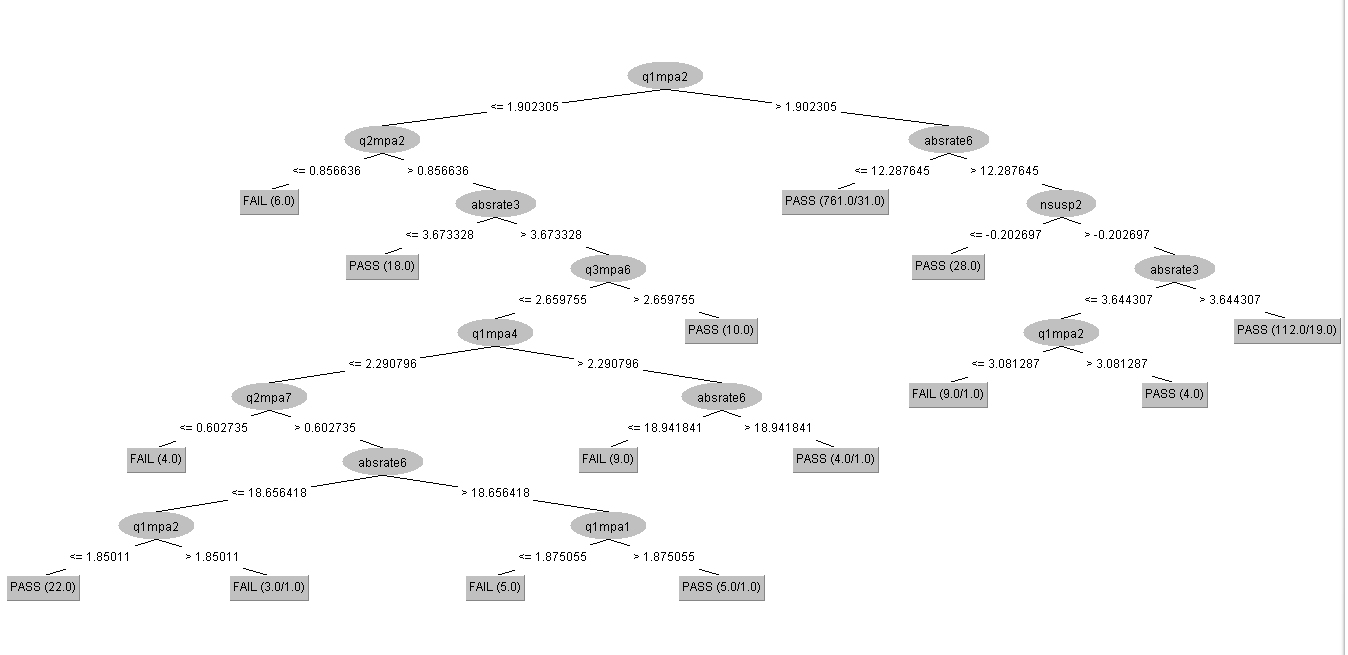 q1mpa2
<= 1.902305 > 1.902305
q2mpa2 absrate6
<= 0.856636 > 0.856636 <= 12.287645 > 12.287645
FAIL (6.0) absrate3 PASS (761.0/31.0) nsusp2
<= 3.673328 > 3.673328 <= -0.202697 > -0.202697
PASS (18.0) q3mpa6 PASS (28.0) absrate3
<= 2.659755 > 2.659755 <= 3.644307 > 3.644307
q1mpa4 PASS (10.0) q1mpa2 PASS (112.0/19.0)
<= 2.290796 > 2.290796 <= 3.081287 > 3.081287
q2mpa7 absrate6 FAIL (9.0/1.0) PASS (4.0)
<= 0.602735 > 0.602735 <= 18.941841 > 18.941841
FAIL (4.0) absrate6 FAIL (9.0) PASS (4.0/1.0)
<= 18.656418 > 18.656418
q1mpa2 q1mpa1
<= 1.85011 > 1.85011 <= 1.875055 > 1.875055
PASS (22.0) FAIL (3.0/1.0) FAIL (5.0) PASS (5.0/1.0)